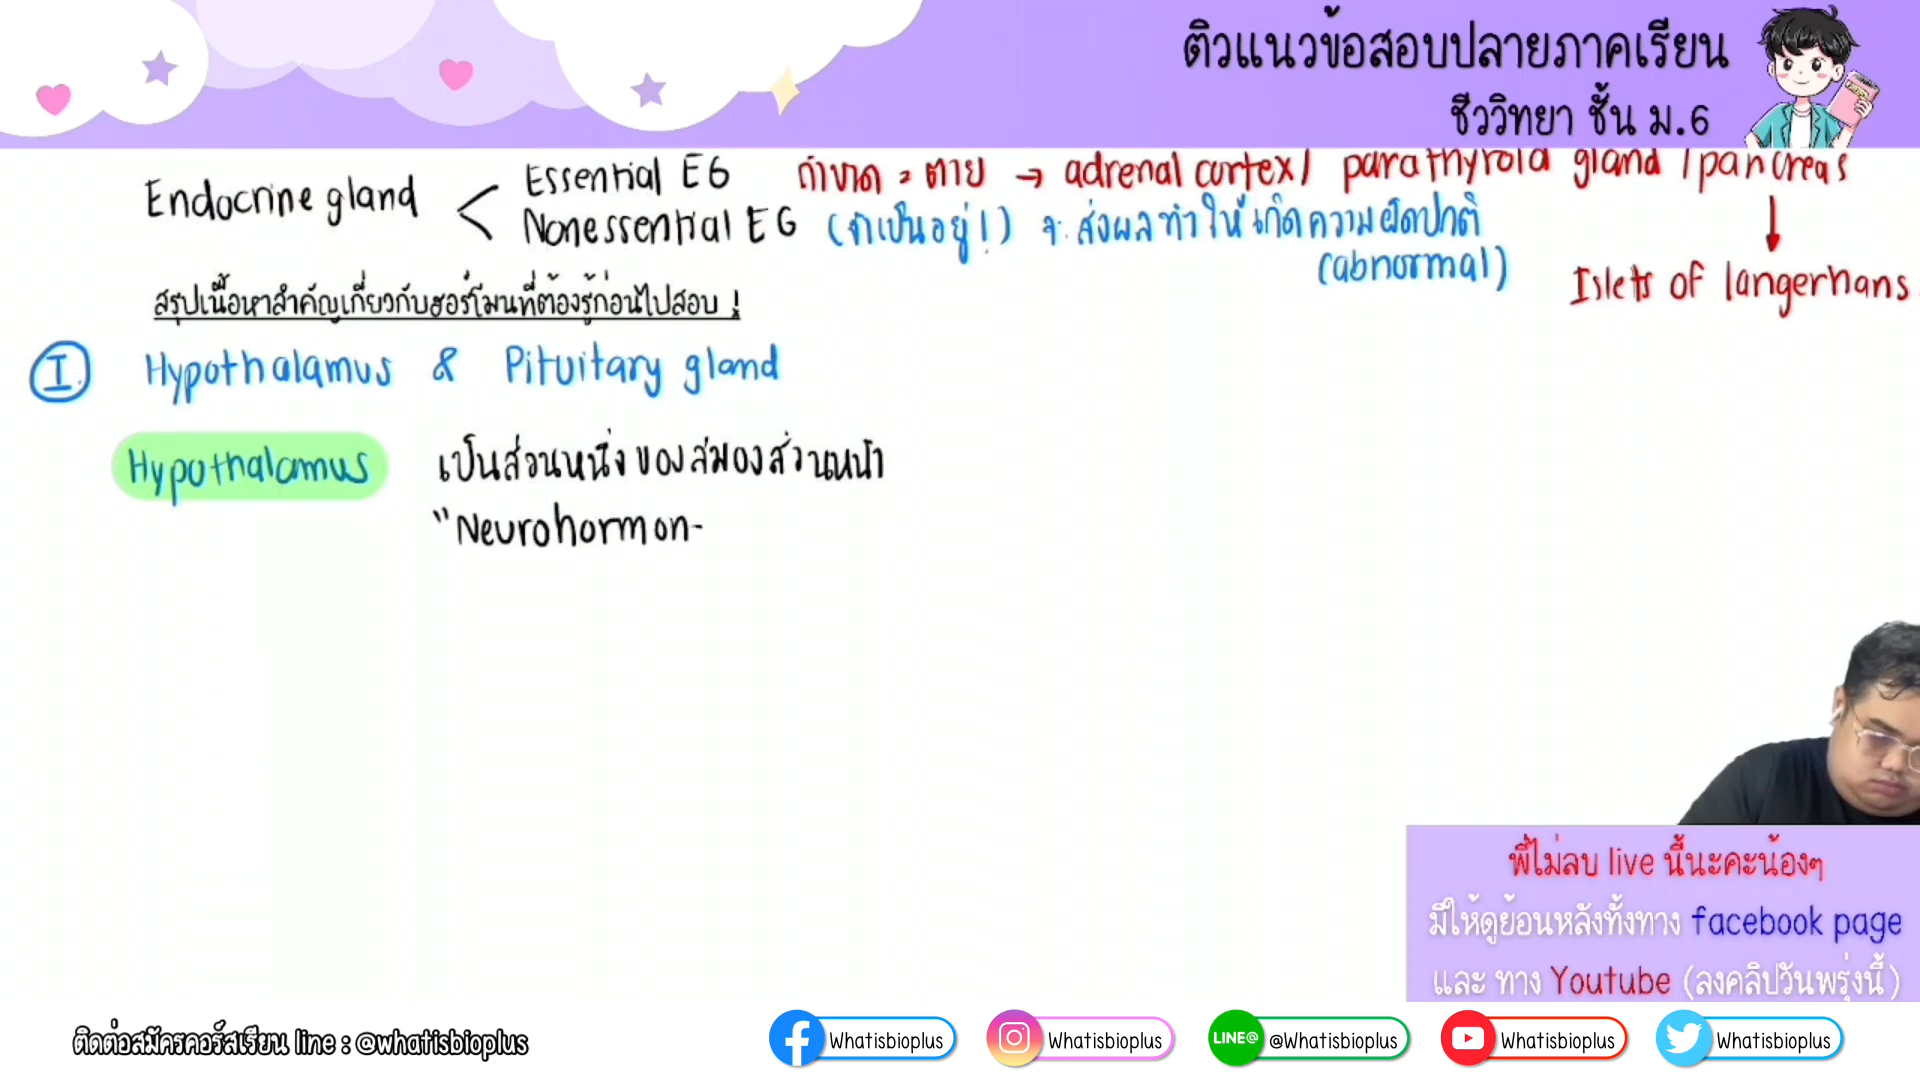 ติวแนวข้อสอบปลายภาคเรียน
ชีววิทยา ชั้น ม.6
Endocrine gland < Essential EG ถ้าขาด = ตาย → adrenal cortex / parathyroid gland / pancreas
Nonessential EG (จำเป็นอยู่!) จะส่งผลทำให้เกิดความผิดปกติ
(abnormal)
Islets of langerhans
สรุปเนื้อหาสำคัญเกี่ยวกับฮอร์โมนที่ต้องรู้ก่อนไปสอบ !
I. Hypothalamus & Pituitary gland
Hypothalamus เป็นส่วนหนึ่งของสมองส่วนหน้า
"Neurohormon-
พี่ไม่ลบ live นี้นะคะน้องๆ
มีให้ดูย้อนหลังทั้งทาง facebook page
และ ทาง Youtube (ลงคลิปวันพรุ่งนี้)
ติดต่อสมัครคอร์สเรียน line : @whatisbioplus
Whatisbioplus
Whatisbioplus
LINE@ @Whatisbioplus
Whatisbioplus
Whatisbioplus